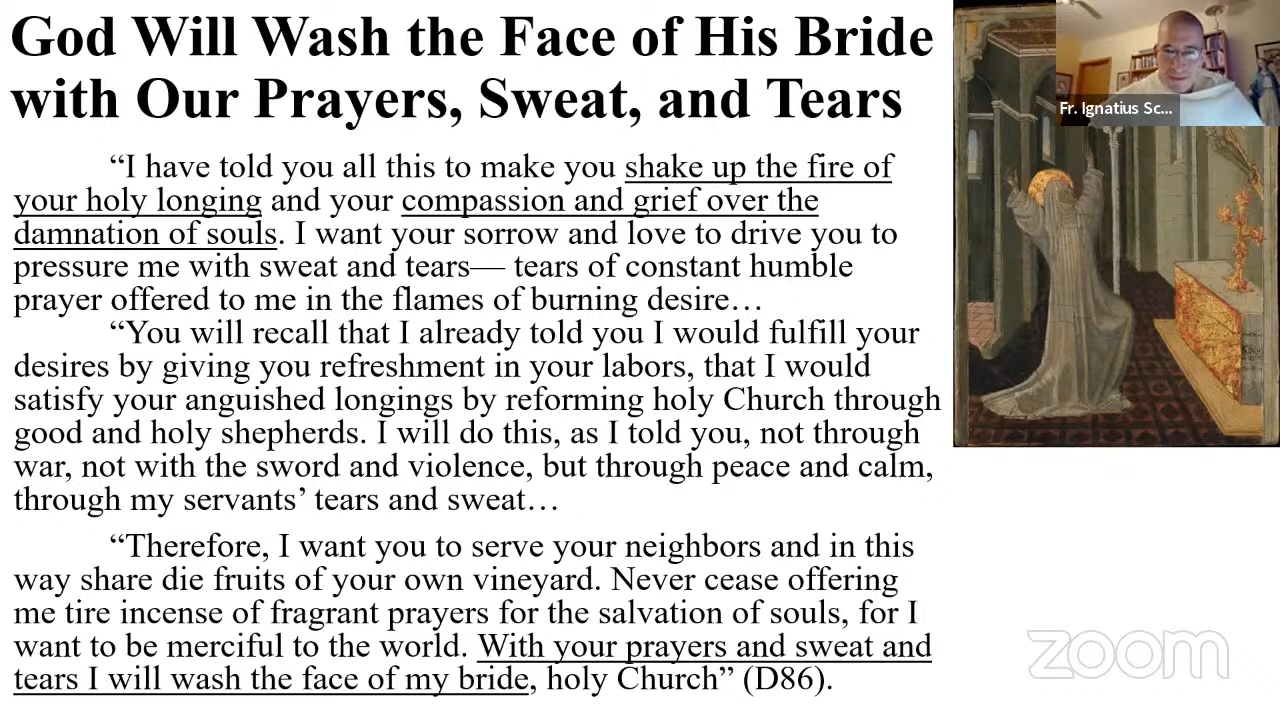 God Will Wash the Face of His Bride
with Our Prayers, Sweat, and Tears
“I have told you all this to make you shake up the fire of
your holy longing and your compassion and grief over the
damnation of souls. I want your sorrow and love to drive you to
pressure me with sweat and tears— tears of constant humble
prayer offered to me in the flames of burning desire…
“You will recall that I already told you I would fulfill your
desires by giving you refreshment in your labors, that I would
satisfy your anguished longings by reforming holy Church through
good and holy shepherds. I will do this, as I told you, not through
war, not with the sword and violence, but through peace and calm,
through my servants’ tears and sweat…
“Therefore, I want you to serve your neighbors and in this
way share die fruits of your own vineyard. Never cease offering
me tire incense of fragrant prayers for the salvation of souls, for I
want to be merciful to the world. With your prayers and sweat and
tears I will wash the face of my bride, holy Church” (D86).
Fr. Ignatius Sc...
zoom